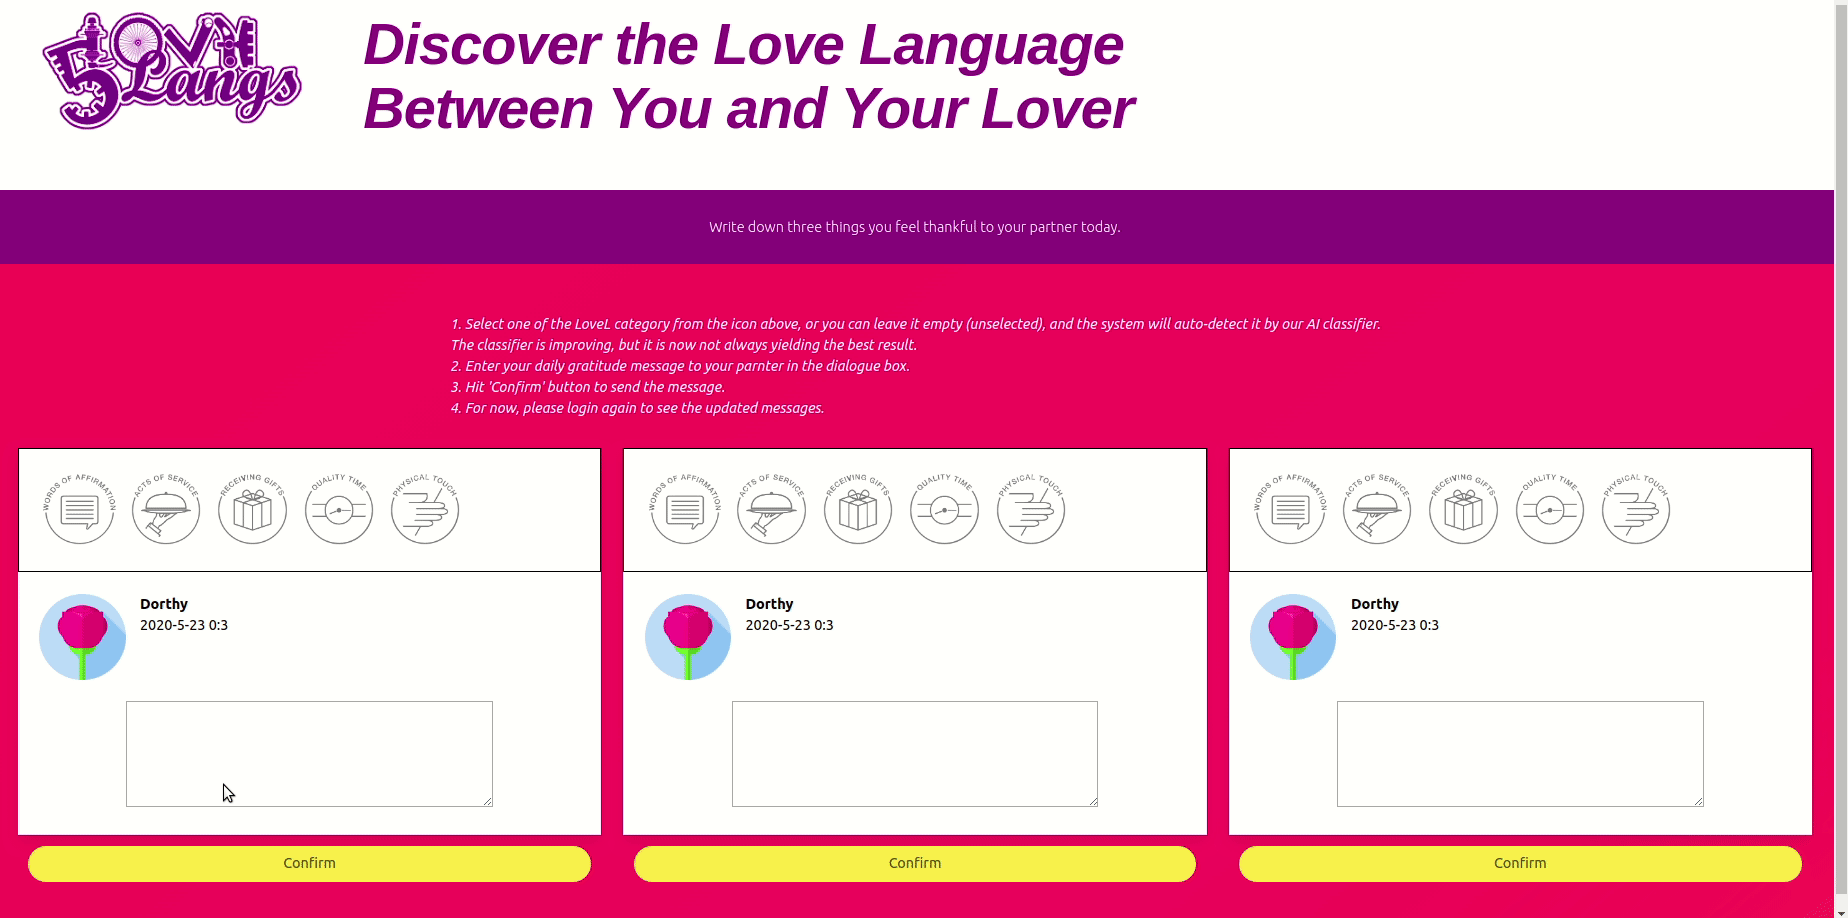 5 Love Langs
Discover the Love Language
Between You and Your Lover
Write down three things you feel thankful to your partner today.
1. Select one of the LoveL category from the icon above, or you can leave it empty (unselected), and the system will auto-detect it by our AI classifier.
The classifier is improving, but it is now not always yielding the best result.
2. Enter your daily gratitude message to your parnter in the dialogue box.
3. Hit 'Confirm' button to send the message.
4. For now, please login again to see the updated messages.
WORDS OF AFFIRMATION ACTS OF SERVICE RECEIVING GIFTS QUALITY TIME PHYSICAL TOUCH
Dorthy
2020-5-23 0:3
Confirm
WORDS OF AFFIRMATION ACTS OF SERVICE RECEIVING GIFTS QUALITY TIME PHYSICAL TOUCH
Dorthy
2020-5-23 0:3
Confirm
WORDS OF AFFIRMATION ACTS OF SERVICE RECEIVING GIFTS QUALITY TIME PHYSICAL TOUCH
Dorthy
2020-5-23 0:3
Confirm